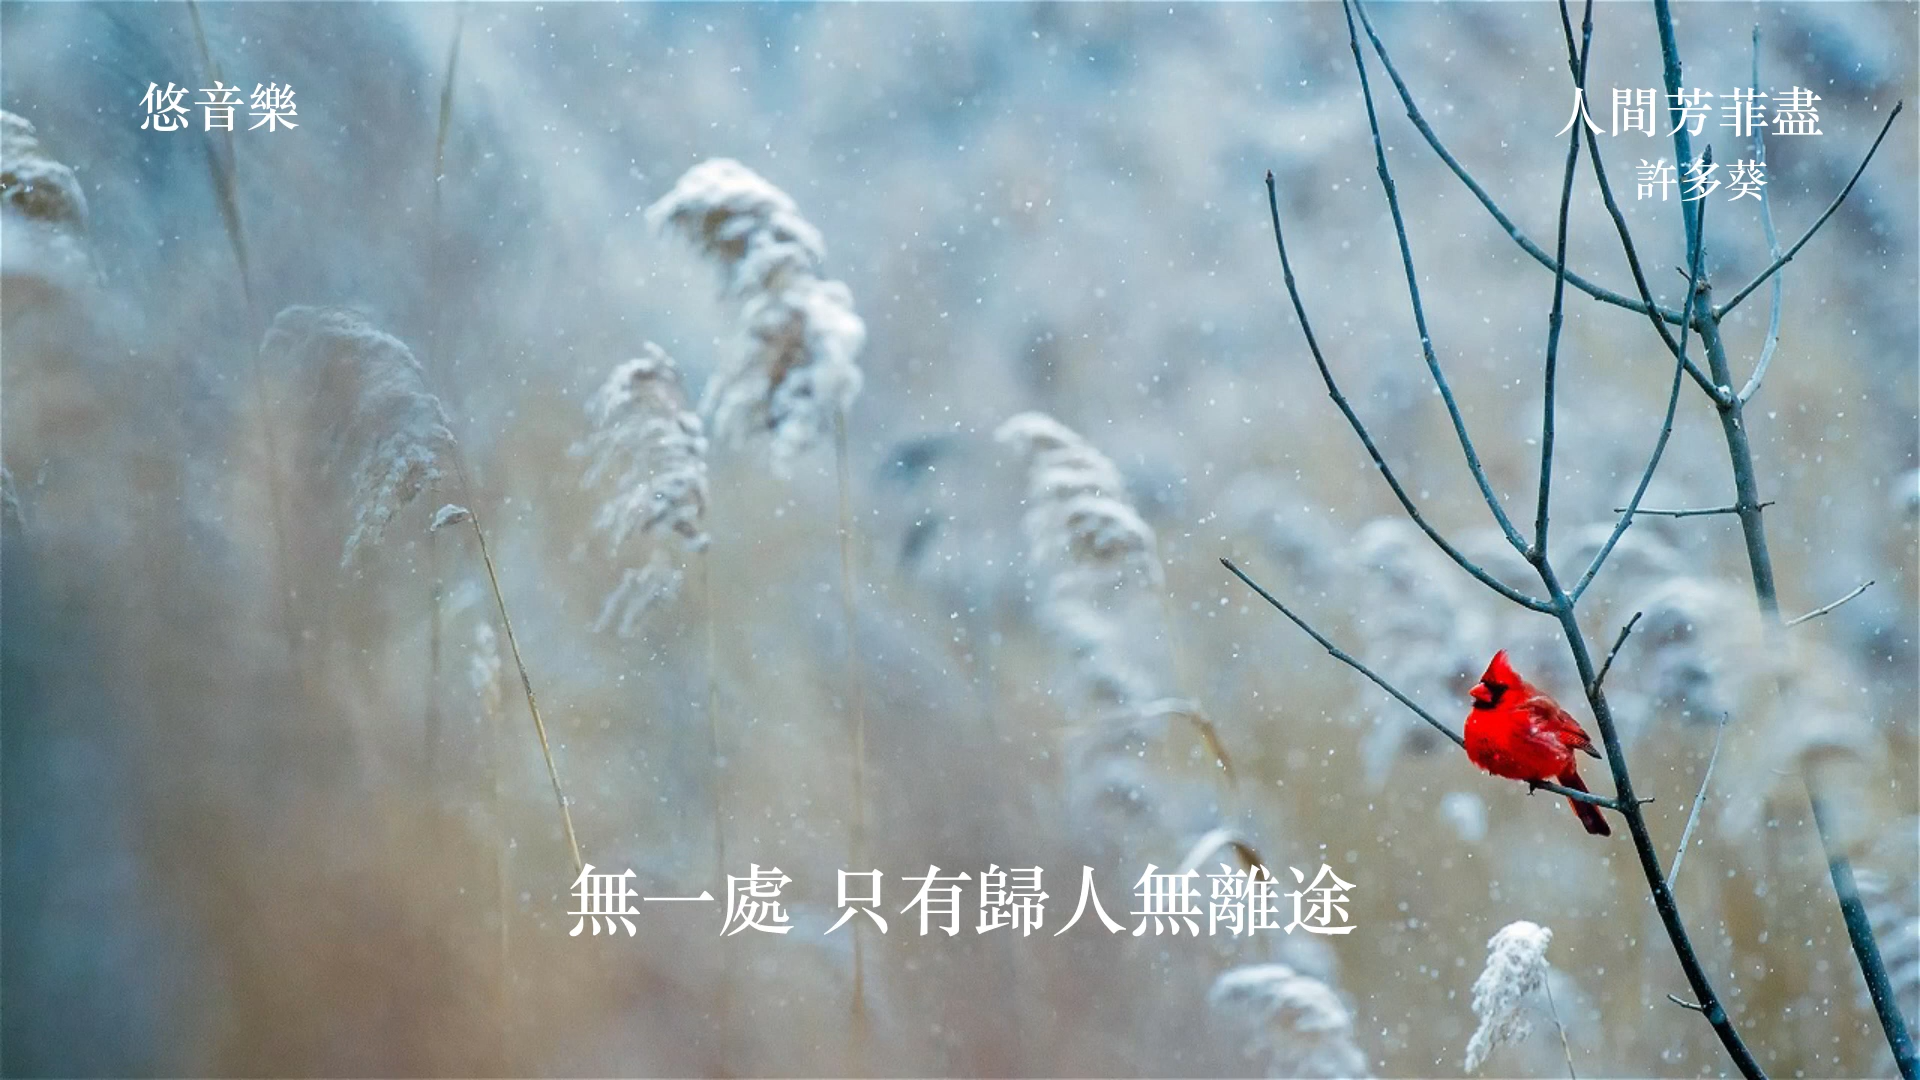 悠音樂
人間芳菲盡
許多葵
無一處 只有歸人無離途